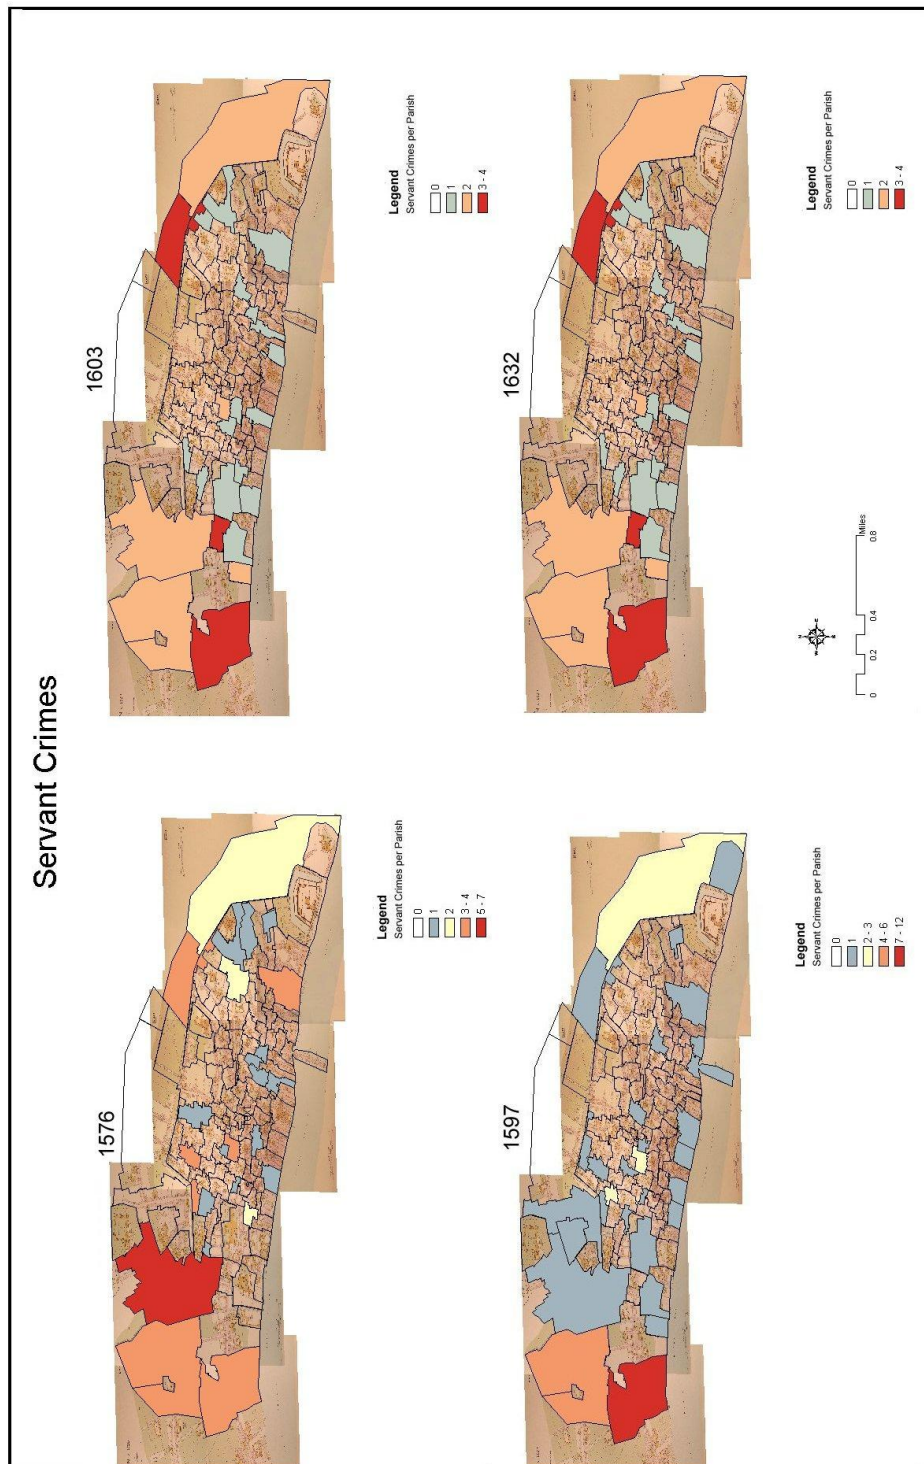 Servant Crimes
1576
Legend
Servant Crimes per Parish
0
1
2
3 - 4
5 - 7
1603
Legend
Servant Crimes per Parish
0
1
2
3 - 4
1597
Legend
Servant Crimes per Parish
0
1
2 - 3
4 - 6
7 - 12
1632
Legend
Servant Crimes per Parish
0
1
2
3 - 4
N
W E
S
Miles
0 0.2 0.4 0.8